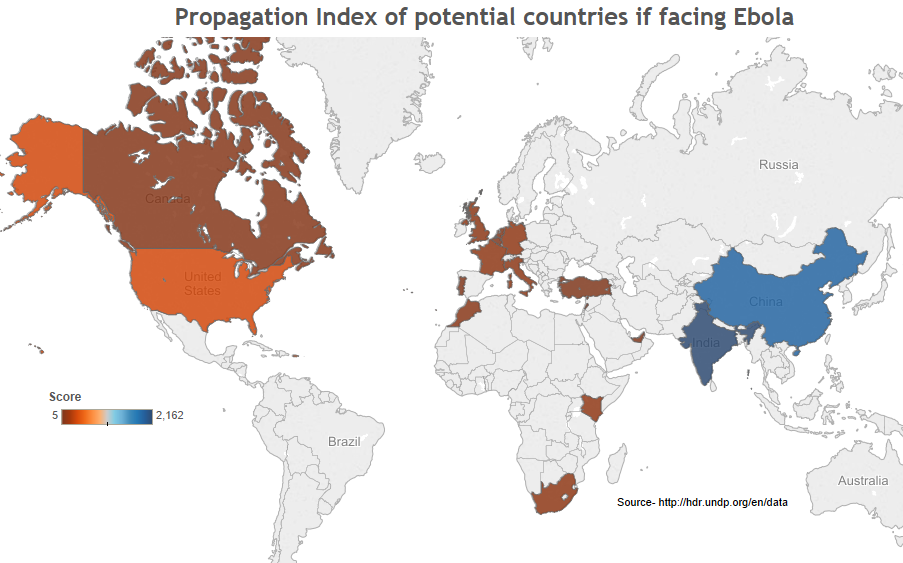 Propagation Index of potential countries if facing Ebola
Russia
Canada
United
States
China
India
Score
5
2,162
Brazil
Australia
Source- http://hdr.undp.org/en/data